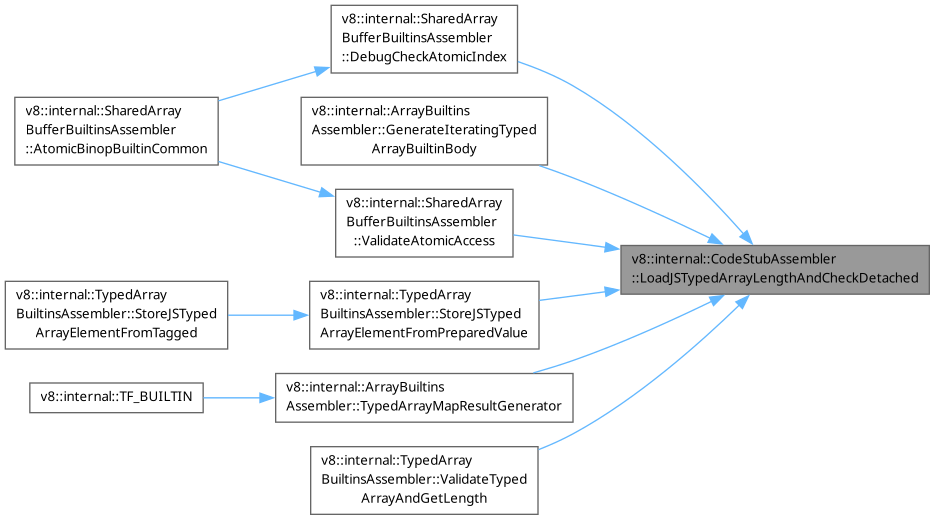 v8::internal::SharedArray
BufferBuiltinsAssembler
::DebugCheckAtomicIndex
v8::internal::SharedArray
BufferBuiltinsAssembler
::AtomicBinopBuiltinCommon
v8::internal::ArrayBuiltins
Assembler::GenerateIteratingTyped
ArrayBuiltinBody
v8::internal::SharedArray
BufferBuiltinsAssembler
::ValidateAtomicAccess
v8::internal::CodeStubAssembler
::LoadJSTypedArrayLengthAndCheckDetached
v8::internal::TypedArray
BuiltinsAssembler::StoreJSTyped
ArrayElementFromTagged
v8::internal::TypedArray
BuiltinsAssembler::StoreJSTyped
ArrayElementFromPreparedValue
v8::internal::TF_BUILTIN
v8::internal::ArrayBuiltins
Assembler::TypedArrayMapResultGenerator
v8::internal::TypedArray
BuiltinsAssembler::ValidateTyped
ArrayAndGetLength